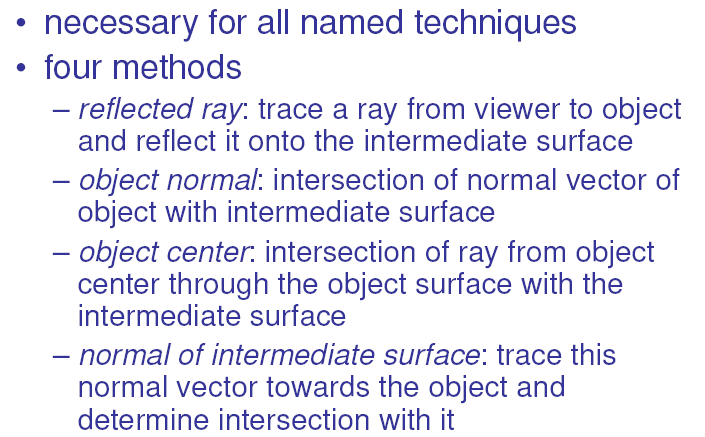 • necessary for all named techniques
• four methods
– reflected ray: trace a ray from viewer to object
and reflect it onto the intermediate surface
– object normal: intersection of normal vector of
object with intermediate surface
– object center: intersection of ray from object
center through the object surface with the
intermediate surface
– normal of intermediate surface: trace this
normal vector towards the object and
determine intersection with it